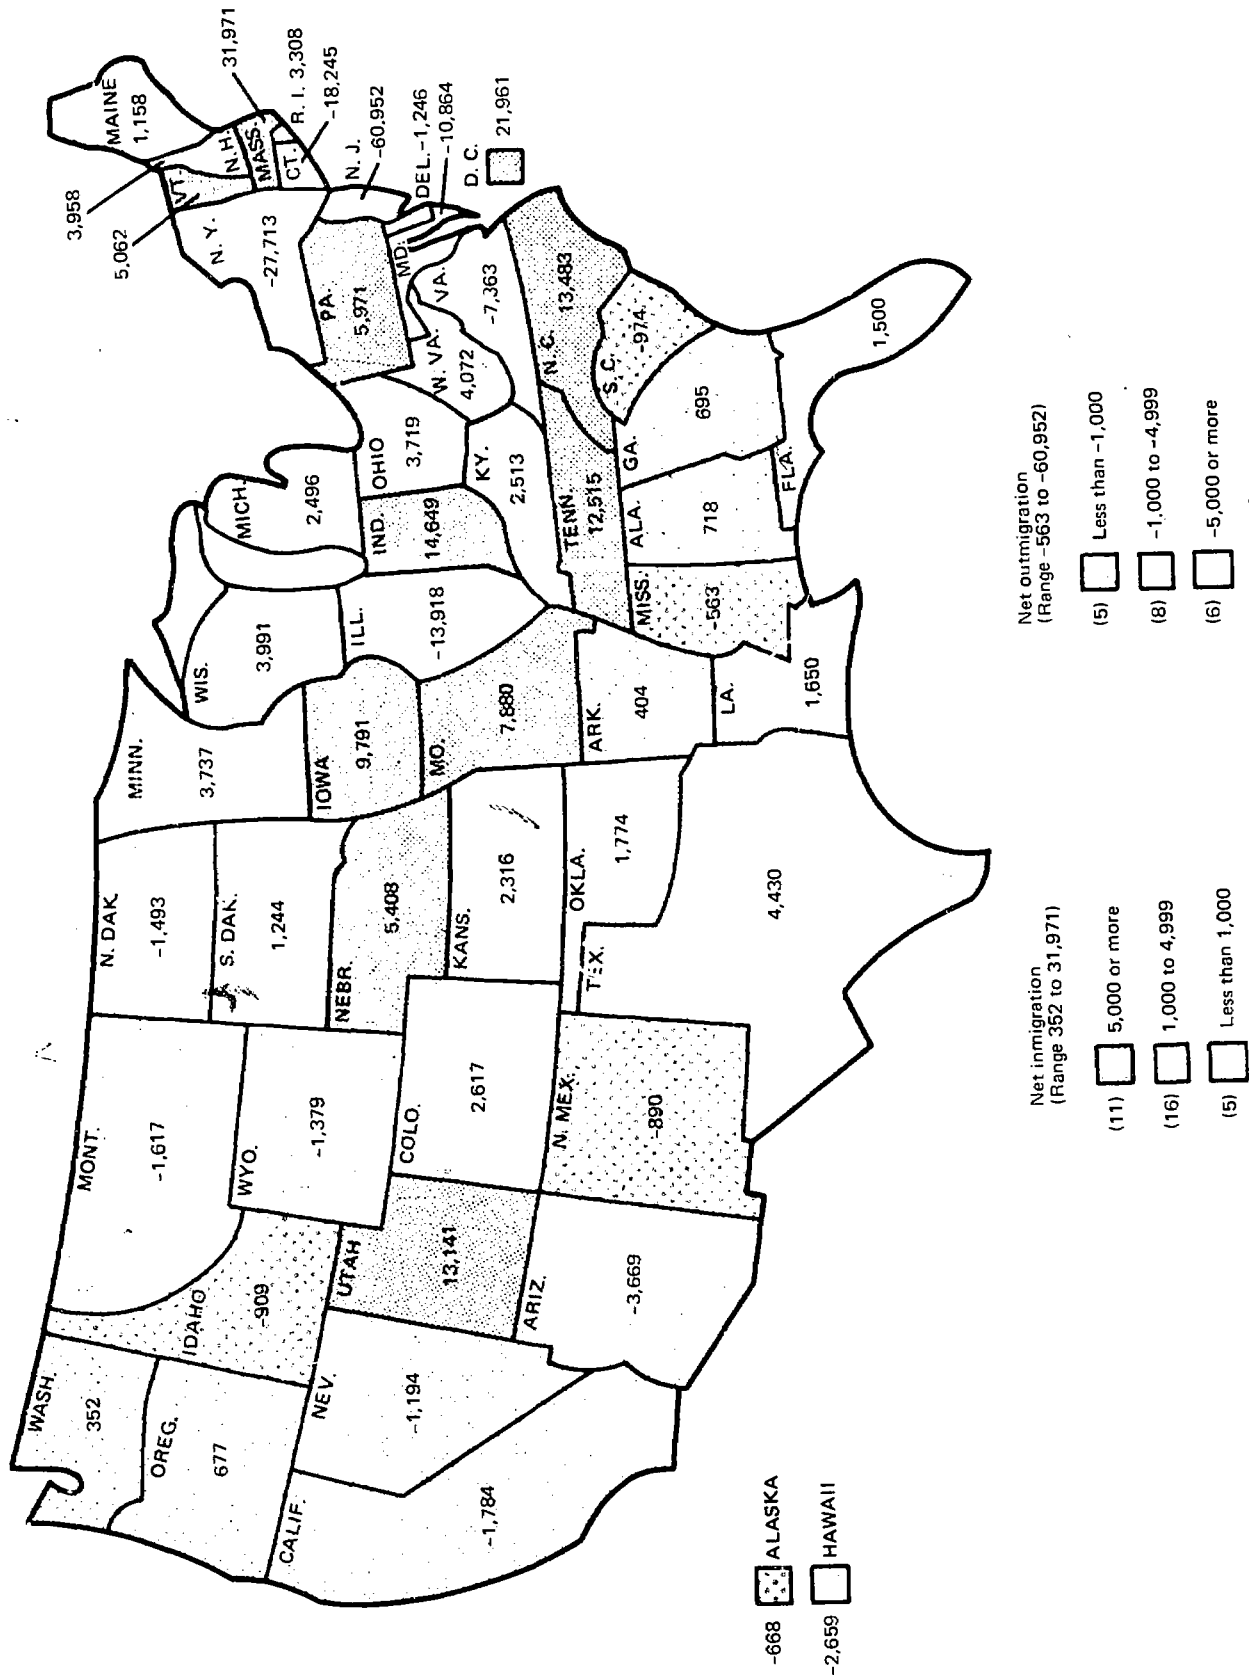 WASH.
352
OREG.
677
CALIF.
-1,784
NEV.
-1,194
IDAHO
-909
MONT.
-1,617
WYO.
-1,379
UTAH
13,141
ARIZ.
-3,669
COLO.
2,617
N. MEX.
-890
N. DAK.
-1,493
S. DAK.
1,244
NEBR.
5,408
KANS.
2,316
OKLA.
1,774
TEX.
4,430
MINN.
3,737
IOWA
9,791
MO.
7,880
ARK.
404
LA.
1,650
WIS.
3,991
ILL.
-13,918
MICH.
2,496
IND.
14,649
OHIO
3,719
KY.
2,513
TENN.
12,515
MISS.
-563
ALA.
718
GA.
695
FLA.
1,500
S. C.
-974
N. C.
13,483
VA.
-7,363
W. VA.
4,072
MD.
-10,864
DEL. -1,246
D. C.
21,961
PA.
5,971
N. J.
-60.952
N. Y.
-27,713
CT.
-18,245
R. I. 3,308
MASS.
31,971
VT.
5,062
N.H.
3,958
MAINE
1,158
-668 ALASKA
-2,659 HAWAII
Net inmigration
(Range 352 to 31,971)
(11) 5,000 or more
(16) 1,000 to 4,999
(5) Less than 1,000
Net outmigration
(Range -563 to -60,952)
(5) Less than -1,000
(8) -1,000 to -4,999
(6) -5,000 or more